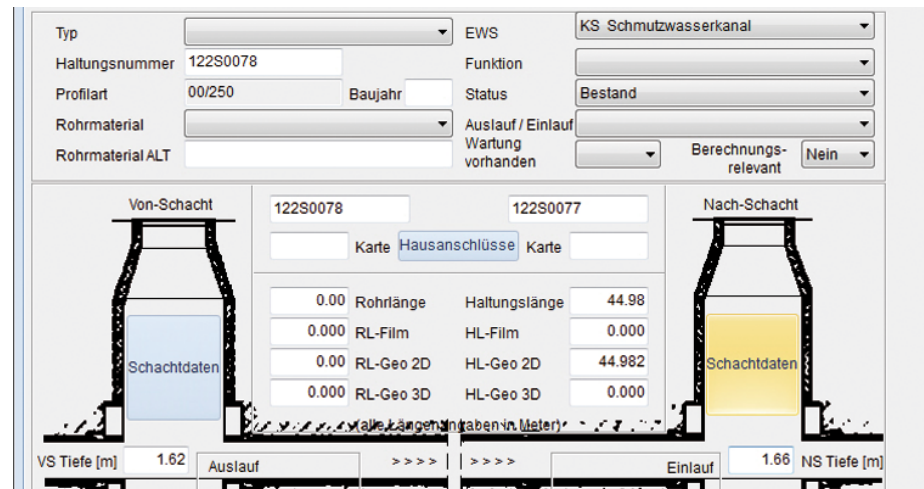 Typ EWS KS Schmutzwasserkanal
Haltungsnummer 122S0078 Funktion
Profilart 00/250 Baujahr Status Bestand
Rohrmaterial Auslauf / Einlauf
Rohrmaterial ALT Wartung vorhanden Berechnungs-relevant Nein
Von-Schacht 122S0078 122S0077 Nach-Schacht
Karte Hausanschlüsse Karte
0.00 Rohrlänge Haltungslänge 44.98
0.000 RL-Film HL-Film 0.000
Schachtdaten 0.00 RL-Geo 2D HL-Geo 2D 44.982 Schachtdaten
0.000 RL-Geo 3D HL-Geo 3D 0.000
(alle Längenangaben in Meter)
VS Tiefe [m] 1.62 Auslauf >>>> >>>> Einlauf 1.66 NS Tiefe [m]